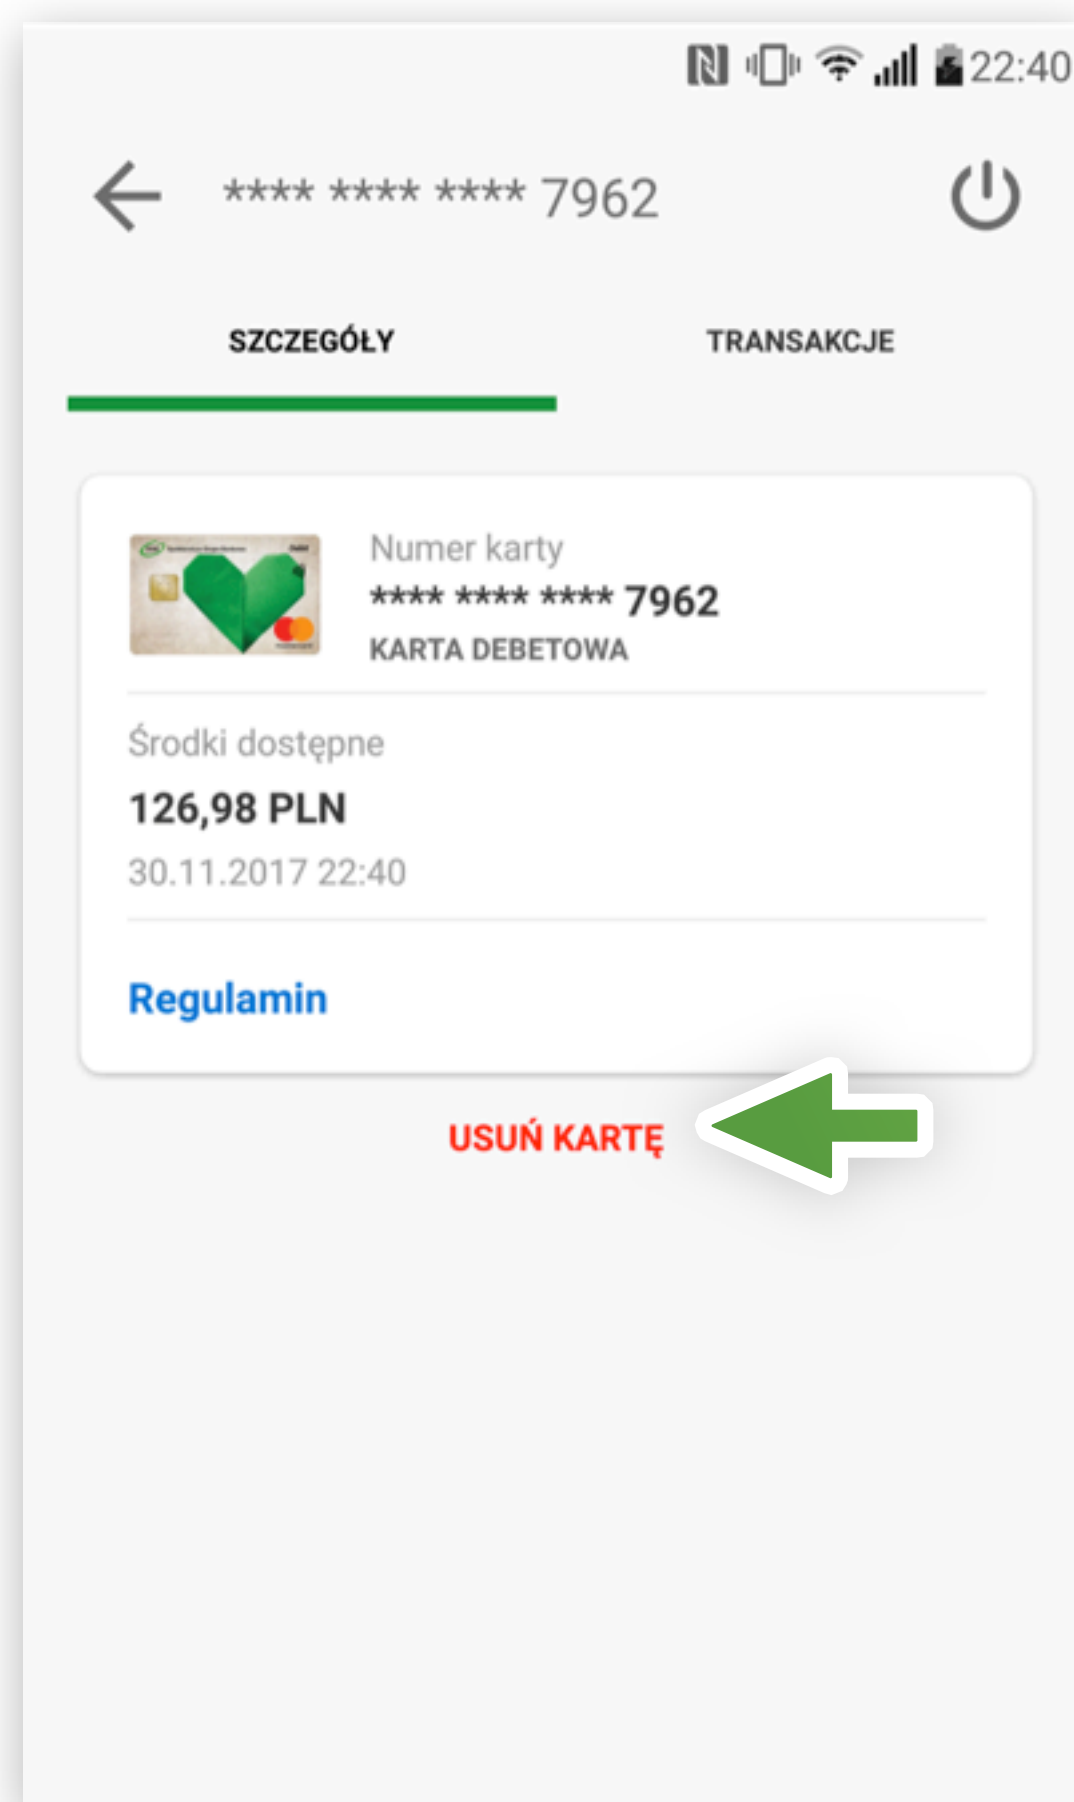 22:40
**** **** **** 7962
SZCZEGÓŁY
TRANSAKCJE
Numer karty
**** **** **** 7962
KARTA DEBETOWA
Środki dostępne
126,98 PLN
30.11.2017 22:40
Regulamin
USUŃ KARTĘ